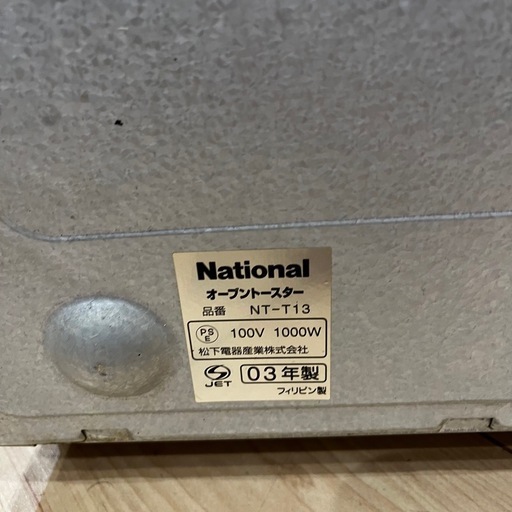 National
オーブントースター
品番 NT-T13
PSE 100V 1000W
松下電器産業株式会社
S JET 03年製
フィリピン製